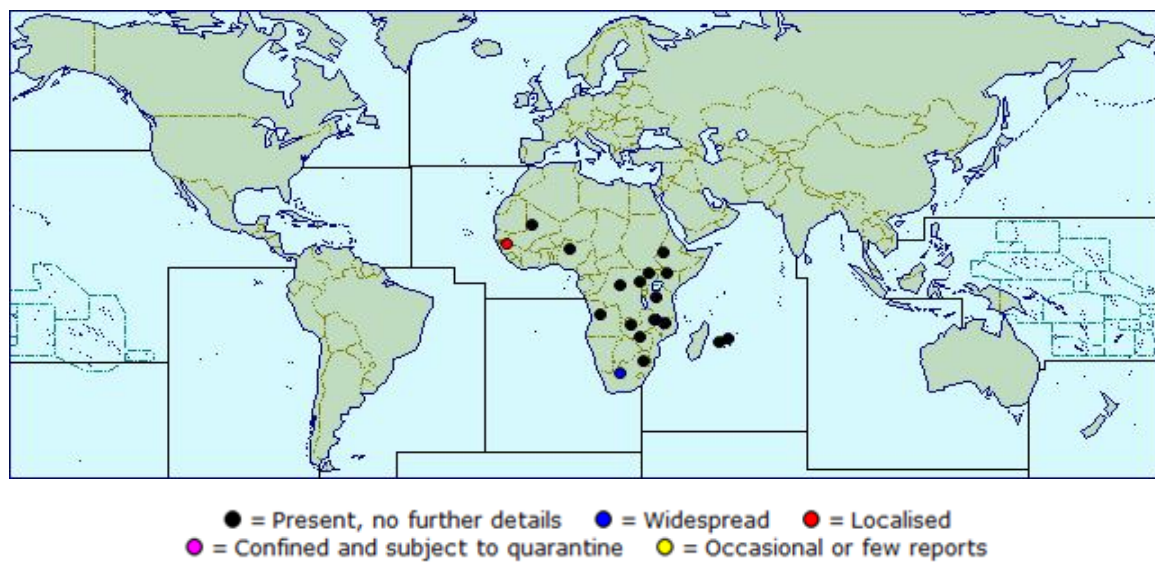 = Present, no further details = Widespread = Localised
= Confined and subject to quarantine = Occasional or few reports